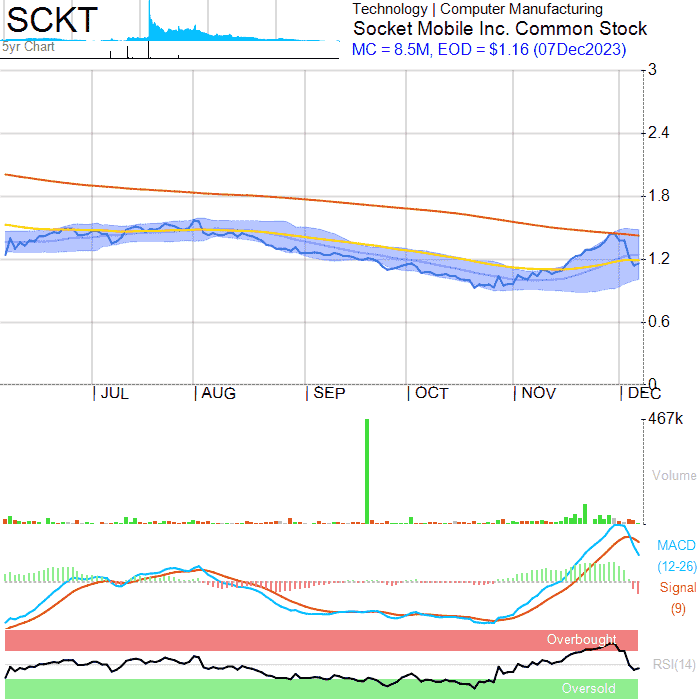 SCKT
5yr Chart
Technology | Computer Manufacturing
Socket Mobile Inc. Common Stock
MC = 8.5M, EOD = $1.16 (07Dec2023)
3
2.4
1.8
1.2
0.6
0
JUL AUG SEP OCT NOV DEC
467k
Volume
MACD
(12-26)
Signal
(9)
Overbought
RSI(14)
Oversold